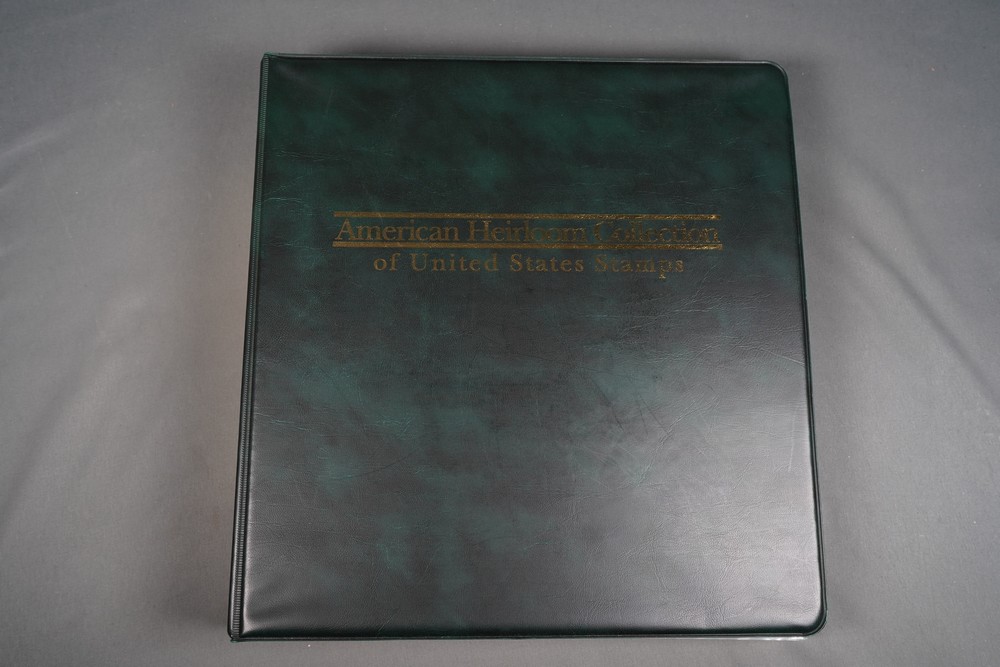 American Heirloom Collection
of United States Stamps